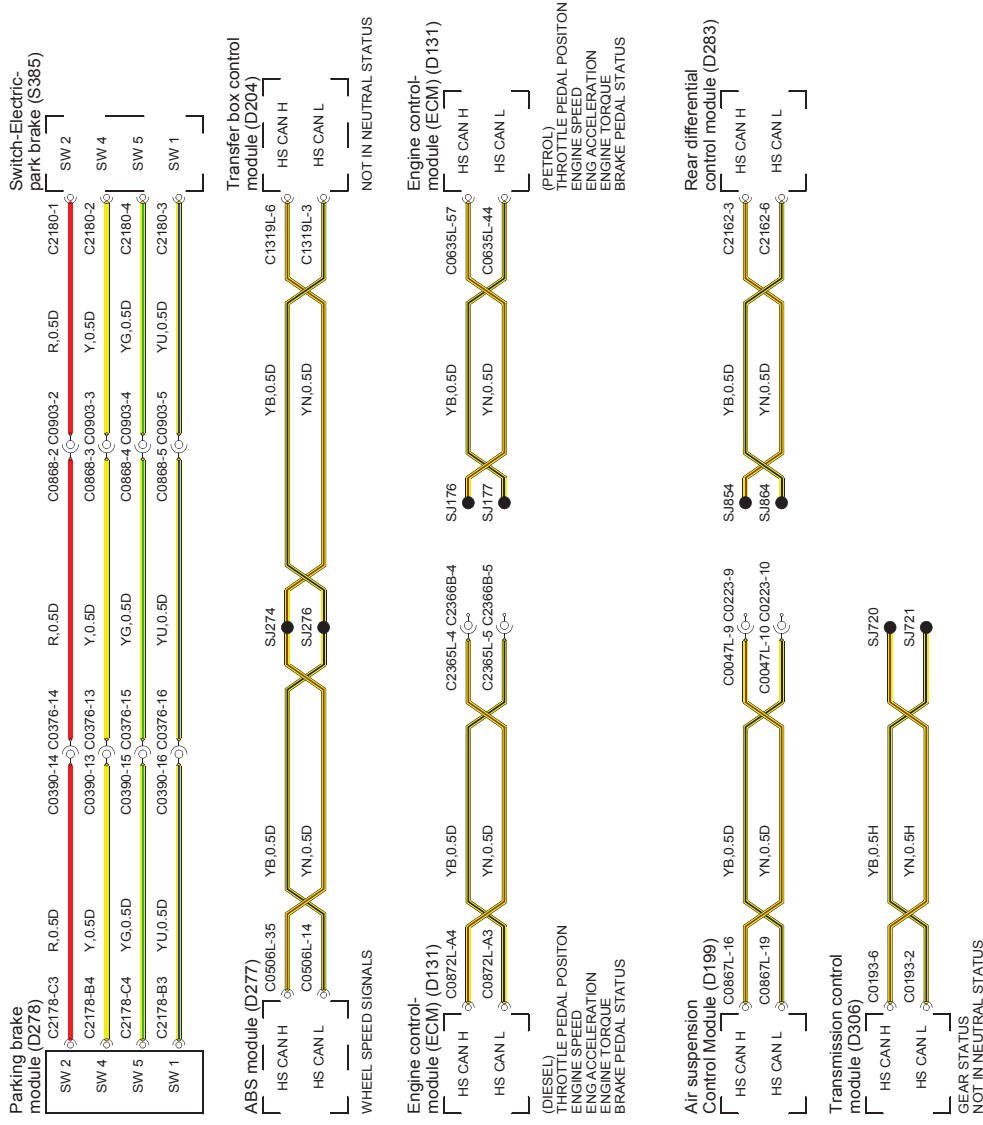 Parking brake
module (D278)
SW 2
SW 4
SW 5
SW 1
C2178-C3
C2178-B4
C2178-C4
C2178-B3
R,0.5D
Y,0.5D
YG,0.5D
YU,0.5D
C0390-14 C0376-14
C0390-13 C0376-13
C0390-15 C0376-15
C0390-16 C0376-16
R,0.5D
Y,0.5D
YG,0.5D
YU,0.5D
C0868-2 C0903-2
C0868-3 C0903-3
C0868-4 C0903-4
C0868-5 C0903-5
R,0.5D
Y,0.5D
YG,0.5D
YU,0.5D
C2180-1
C2180-2
C2180-4
C2180-3
Switch-Electric-
park brake (S385)
SW 2
SW 4
SW 5
SW 1
ABS module (D277)
HS CAN H
HS CAN L
WHEEL SPEED SIGNALS
C0506L-35
C0506L-14
YB,0.5D
YN,0.5D
SJ274
SJ276
YB,0.5D
YN,0.5D
C1319L-6
C1319L-3
Transfer box control
module (D204)
HS CAN H
HS CAN L
NOT IN NEUTRAL STATUS
Engine control-
module (ECM) (D131)
HS CAN H
HS CAN L
(DIESEL)
THROTTLE PEDAL POSITON
ENGINE SPEED
ENG ACCELERATION
ENGINE TORQUE
BRAKE PEDAL STATUS
C0872L-A4
C0872L-A3
YB,0.5D
YN,0.5D
C2365L-4 C2366B-4
C2365L-5 C2366B-5
SJ176
SJ177
YB,0.5D
YN,0.5D
C0635L-57
C0635L-44
Engine control-
module (ECM) (D131)
HS CAN H
HS CAN L
(PETROL)
THROTTLE PEDAL POSITON
ENGINE SPEED
ENG ACCELERATION
ENGINE TORQUE
BRAKE PEDAL STATUS
Air suspension
Control Module (D199)
HS CAN H
HS CAN L
C0867L-16
C0867L-19
YB,0.5D
YN,0.5D
C0047L-9 C0223-9
C0047L-10 C0223-10
SJ854
SJ864
YB,0.5D
YN,0.5D
C2162-3
C2162-6
Rear differential
control module (D283)
HS CAN H
HS CAN L
Transmission control
module (D306)
HS CAN H
HS CAN L
GEAR STATUS
NOT IN NEUTRAL STATUS
C0193-6
C0193-2
YB,0.5H
YN,0.5H
SJ720
SJ721